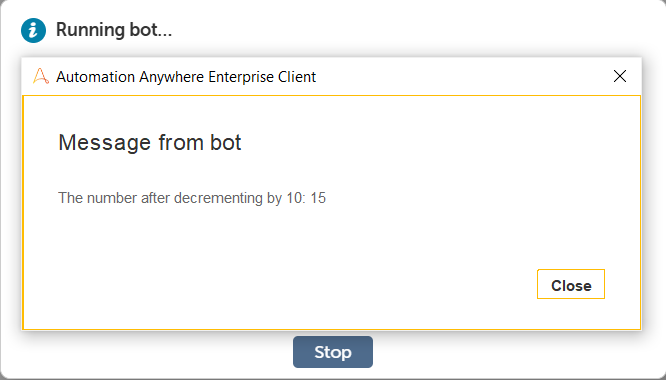 Running bot...
Automation Anywhere Enterprise Client
Message from bot
The number after decrementing by 10: 15
Close
Stop